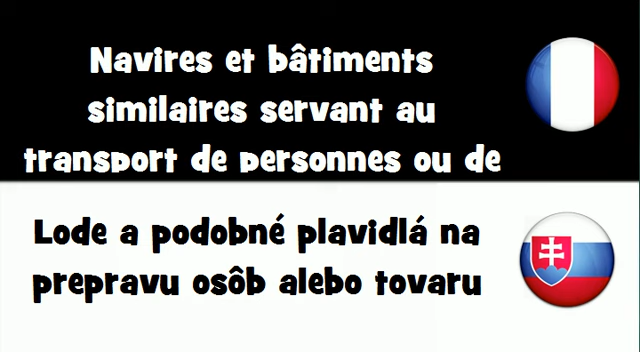 Navires et bâtiments
similaires servant au
transport de personnes ou de
Lode a podobné plavidlá na
prepravu osôb alebo tovaru